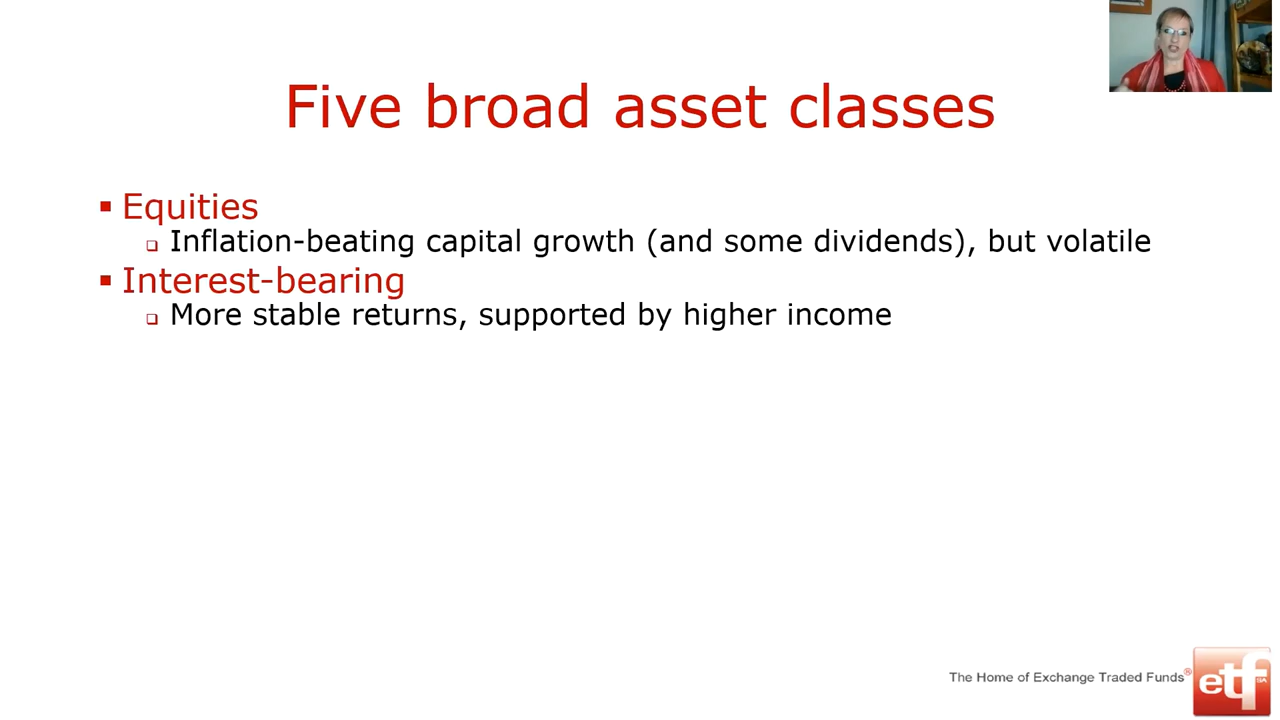 Five broad asset classes
Equities
Inflation-beating capital growth (and some dividends), but volatile
Interest-bearing
More stable returns, supported by higher income
The Home of Exchange Traded Funds®
etfSA